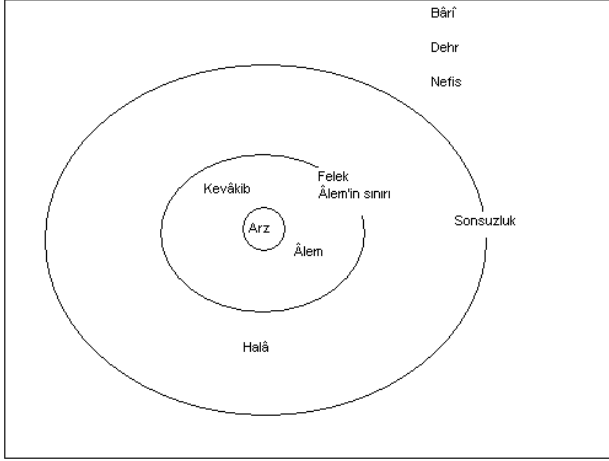 Bârî
Dehr
Nefis
Felek
Âlem'in sınırı
Kevâkib
Sonsuzluk
Arz
Âlem
Halâ